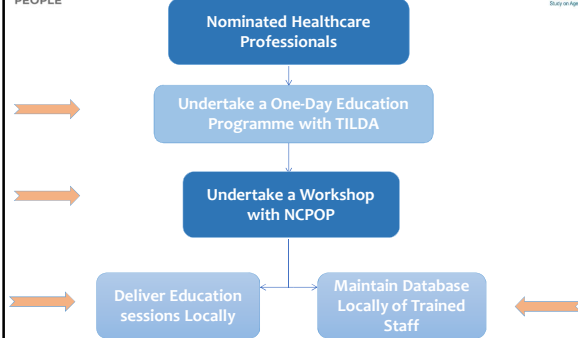 PEOPLE
Study on Age
Nominated Healthcare
Professionals
Undertake a One-Day Education
Programme with TILDA
Undertake a Workshop
with NCPOP
Deliver Education
sessions Locally
Maintain Database
Locally of Trained
Staff